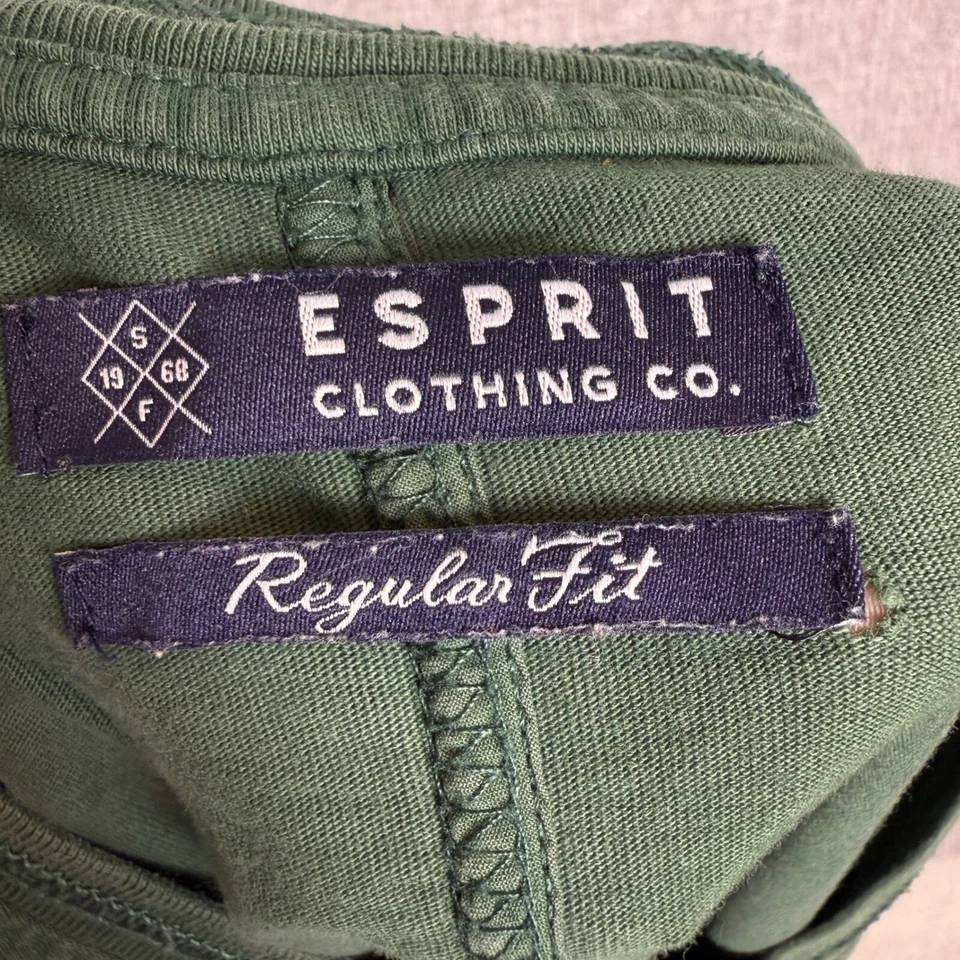 S
19 68
F
ESPRIT
CLOTHING CO.
Regular Fit